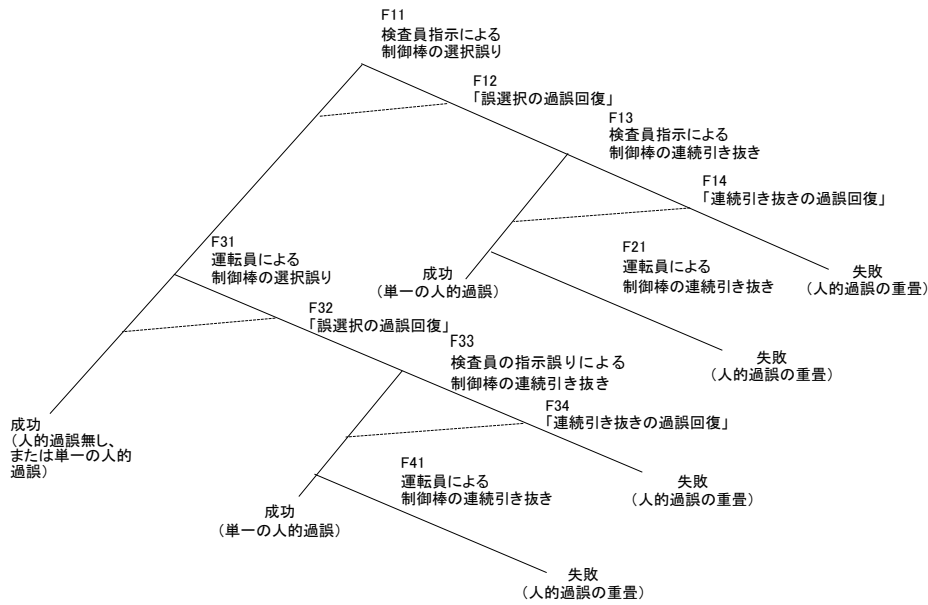 F11
検査員指示による
制御棒の選択誤り
F12
「誤選択の過誤回復」
F13
検査員指示による
制御棒の連続引き抜き
F14
「連続引き抜きの過誤回復」
F31
運転員による
制御棒の選択誤り
成功
(単一の人的過誤)
F21
運転員による
制御棒の連続引き抜き
失敗
(人的過誤の重畳)
F32
「誤選択の過誤回復」
F33
検査員の指示誤りによる
制御棒の連続引き抜き
失敗
(人的過誤の重畳)
成功
(人的過誤無し、
または単一の人的
過誤)
F34
「連続引き抜きの過誤回復」
F41
運転員による
制御棒の連続引き抜き
失敗
(人的過誤の重畳)
成功
(単一の人的過誤)
失敗
(人的過誤の重畳)